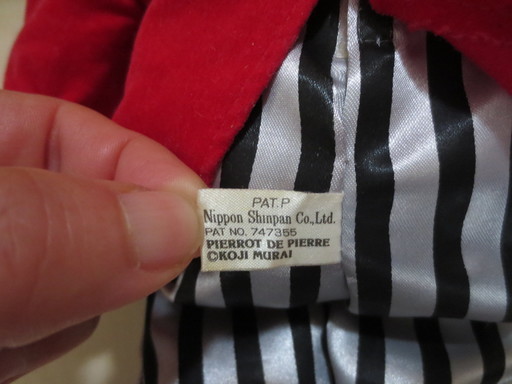 PAT. P
Nippon Shinpan Co., Ltd.
PAT NO. 747355
PIERROT DE PIERRE
©KOJI MURAI